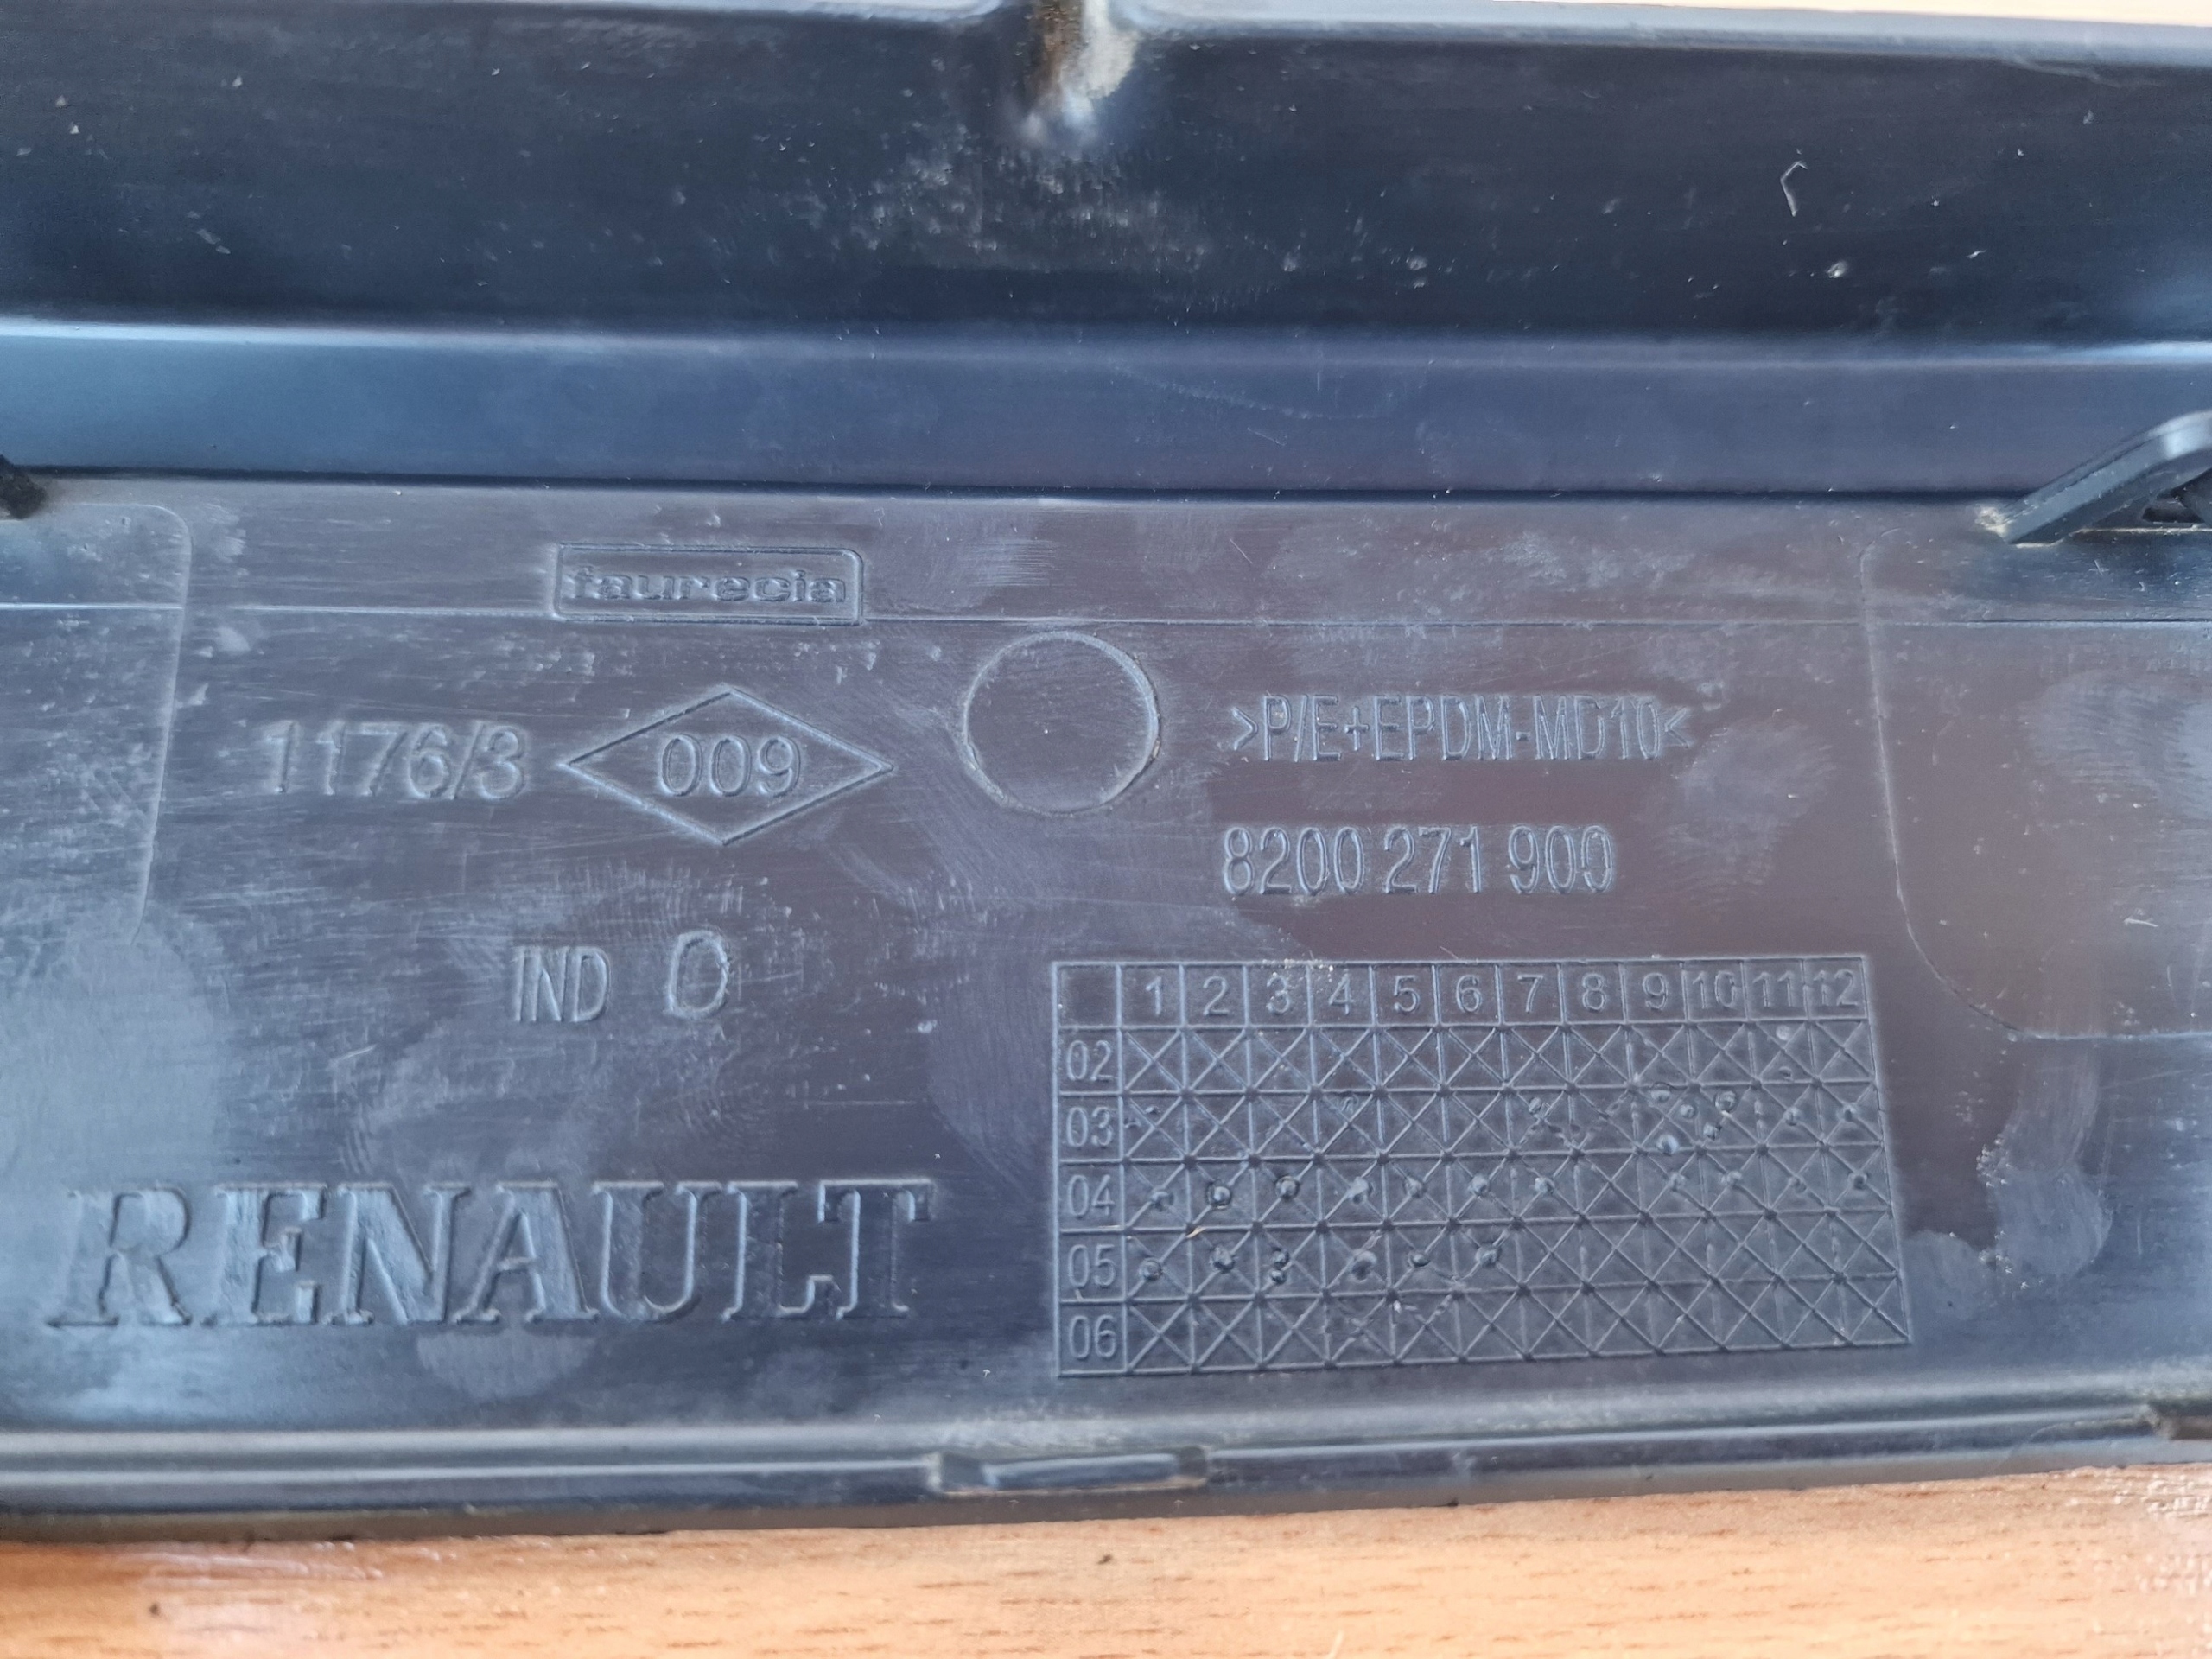 faurecia
1176/3 009
>P/E+EPDM-MD10<
8200 271 900
IND 0
RENAULT
1 2 3 4 5 6 7 8 9 10 11 12
02
03
04
05
06